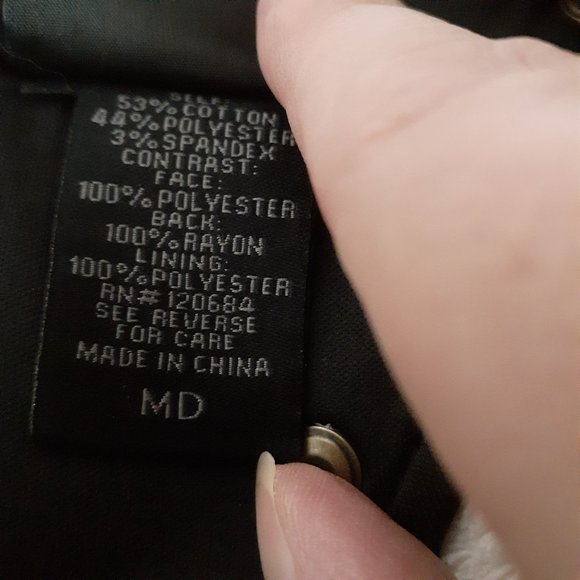 SELF:
53%COTTON
44%POLYESTER
3%SPANDEX
CONTRAST:
FACE:
100%POLYESTER
BACK:
100%RAYON
LINING:
100%POLYESTER
RN#120684
SEE REVERSE
FOR CARE
MADE IN CHINA
MD